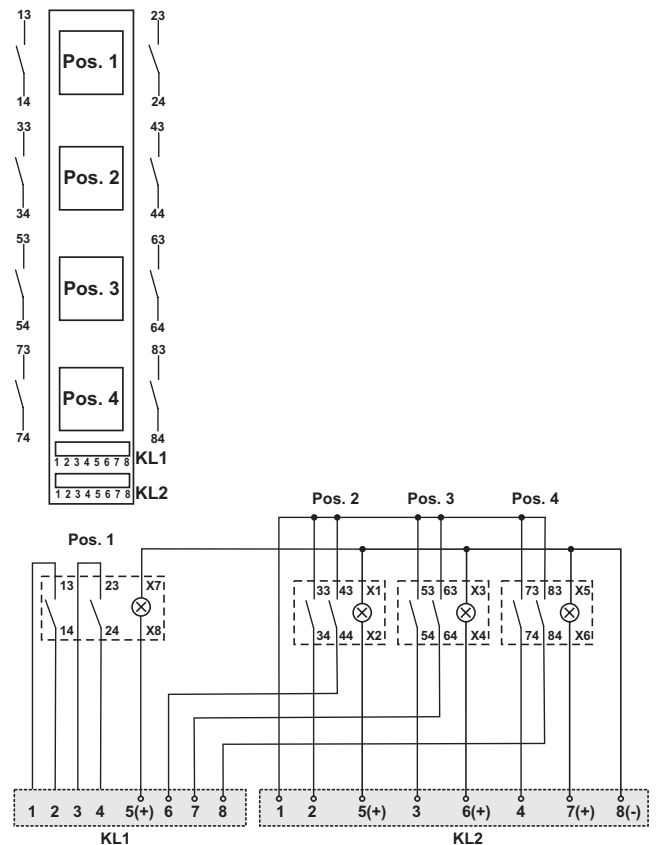 13 23
Pos. 1
14 24
33 43
Pos. 2
34 44
53 63
Pos. 3
54 64
73 83
Pos. 4
74 84
1 2 3 4 5 6 7 8 KL1
1 2 3 4 5 6 7 8 KL2
Pos. 2 Pos. 3 Pos. 4
Pos. 1
13 23 X7 33 43 X1 53 63 X3 73 83 X5
14 24 X8 34 44 X2 54 64 X4 74 84 X6
1 2 3 4 5(+) 6 7 8 1 2 5(+) 3 6(+) 4 7(+) 8(-)
KL1 KL2